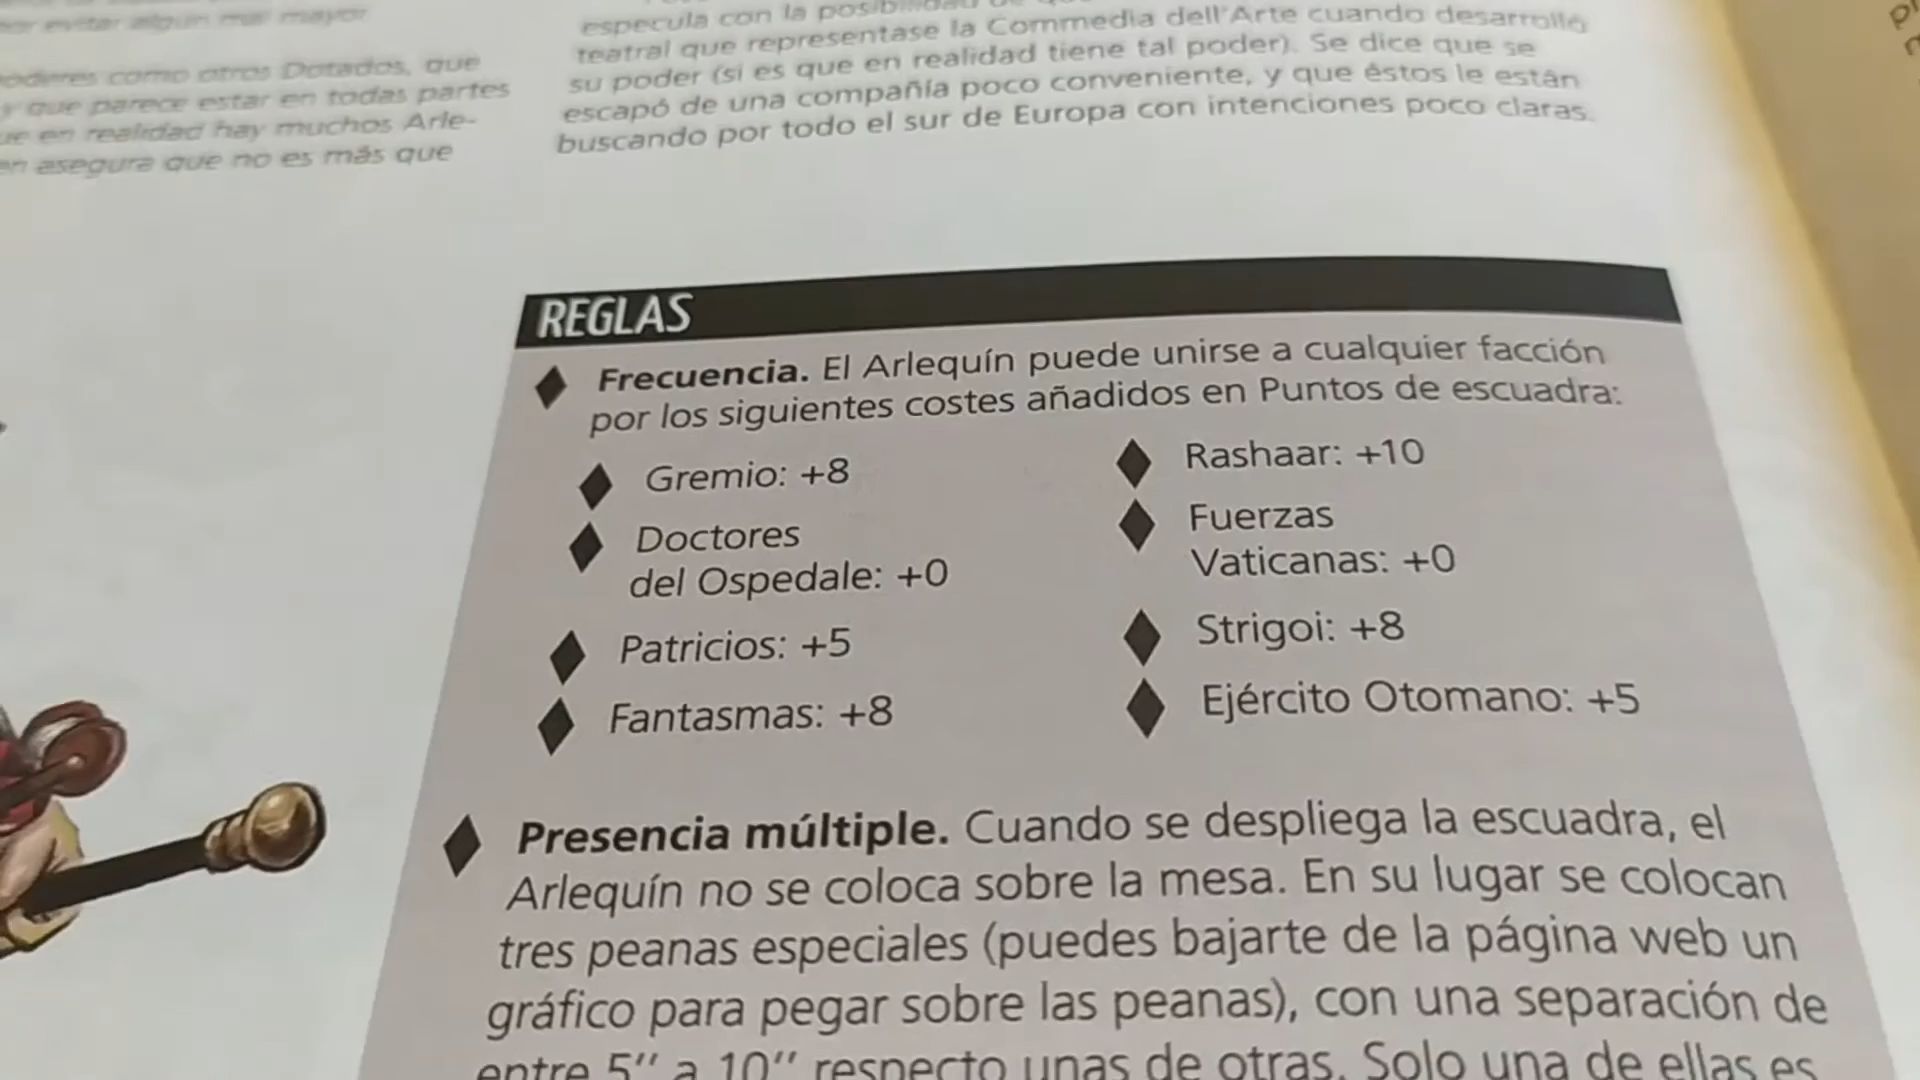 por evitar algún mal mayor
poderes como otros Dotados, que
y que parece estar en todas partes
que en realidad hay muchos Arle-
en asegura que no es más que
especula con la posibilidad de
teatral que representase la Commedia dell'Arte cuando desarrolló
su poder (si es que en realidad tiene tal poder). Se dice que se
escapó de una compañía poco conveniente, y que éstos le están
buscando por todo el sur de Europa con intenciones poco claras.
REGLAS
♦ Frecuencia. El Arlequín puede unirse a cualquier facción
por los siguientes costes añadidos en Puntos de escuadra:
♦ Gremio: +8
♦ Doctores
del Ospedale: +0
♦ Patricios: +5
♦ Fantasmas: +8
♦ Rashaar: +10
♦ Fuerzas
Vaticanas: +0
♦ Strigoi: +8
♦ Ejército Otomano: +5
♦ Presencia múltiple. Cuando se despliega la escuadra, el
Arlequín no se coloca sobre la mesa. En su lugar se colocan
tres peanas especiales (puedes bajarte de la página web un
gráfico para pegar sobre las peanas), con una separación de
entre 5'' a 10'' respecto unas de otras. Solo una de ellas es